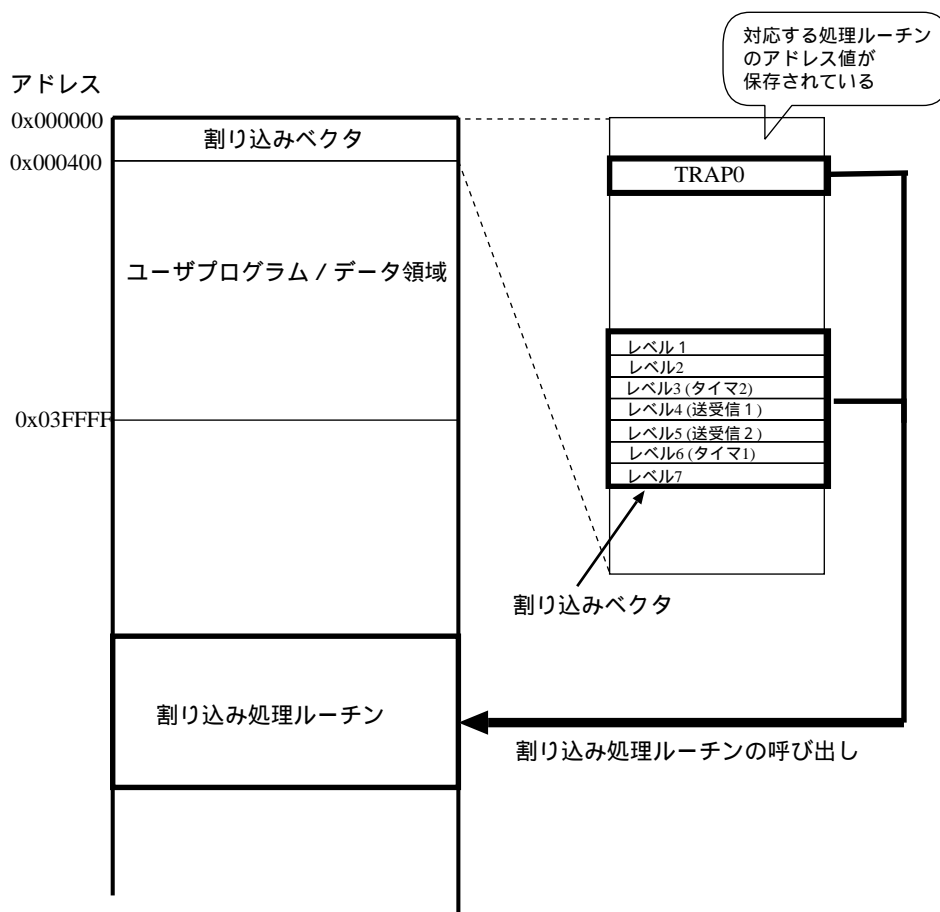 対応する処理ルーチン
のアドレス値が
保存されている
アドレス
0x000000
割り込みベクタ
0x000400
TRAP0
ユーザプログラム / データ領域
レベル１
レベル2
レベル3 (タイマ2)
レベル4 (送受信１)
レベル5 (送受信２)
レベル6 (タイマ1)
レベル7
0x03FFFF
割り込みベクタ
割り込み処理ルーチン
割り込み処理ルーチンの呼び出し